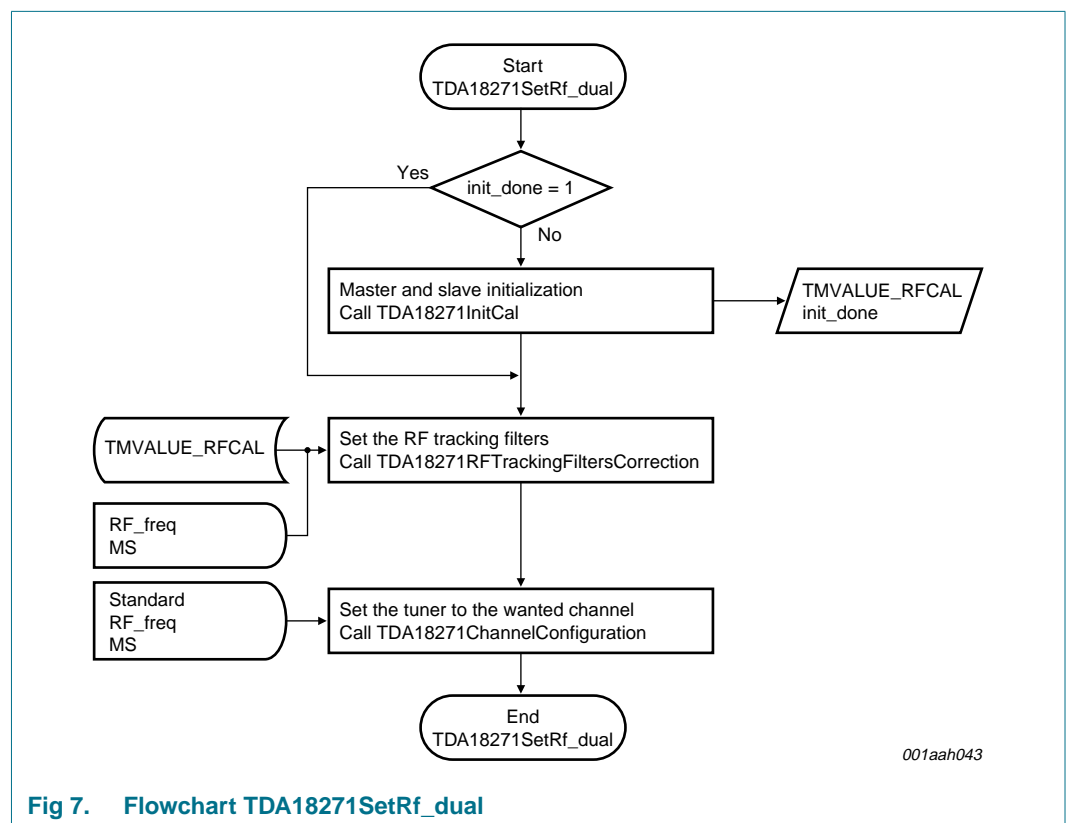 Start
TDA18271SetRf_dual
Yes
init_done = 1
No
Master and slave initialization
Call TDA18271InitCal
TMVALUE_RFCAL
init_done
TMVALUE_RFCAL
Set the RF tracking filters
Call TDA18271RFTrackingFiltersCorrection
RF_freq
MS
Standard
RF_freq
MS
Set the tuner to the wanted channel
Call TDA18271ChannelConfiguration
End
TDA18271SetRf_dual
001aah043
Fig 7. Flowchart TDA18271SetRf_dual